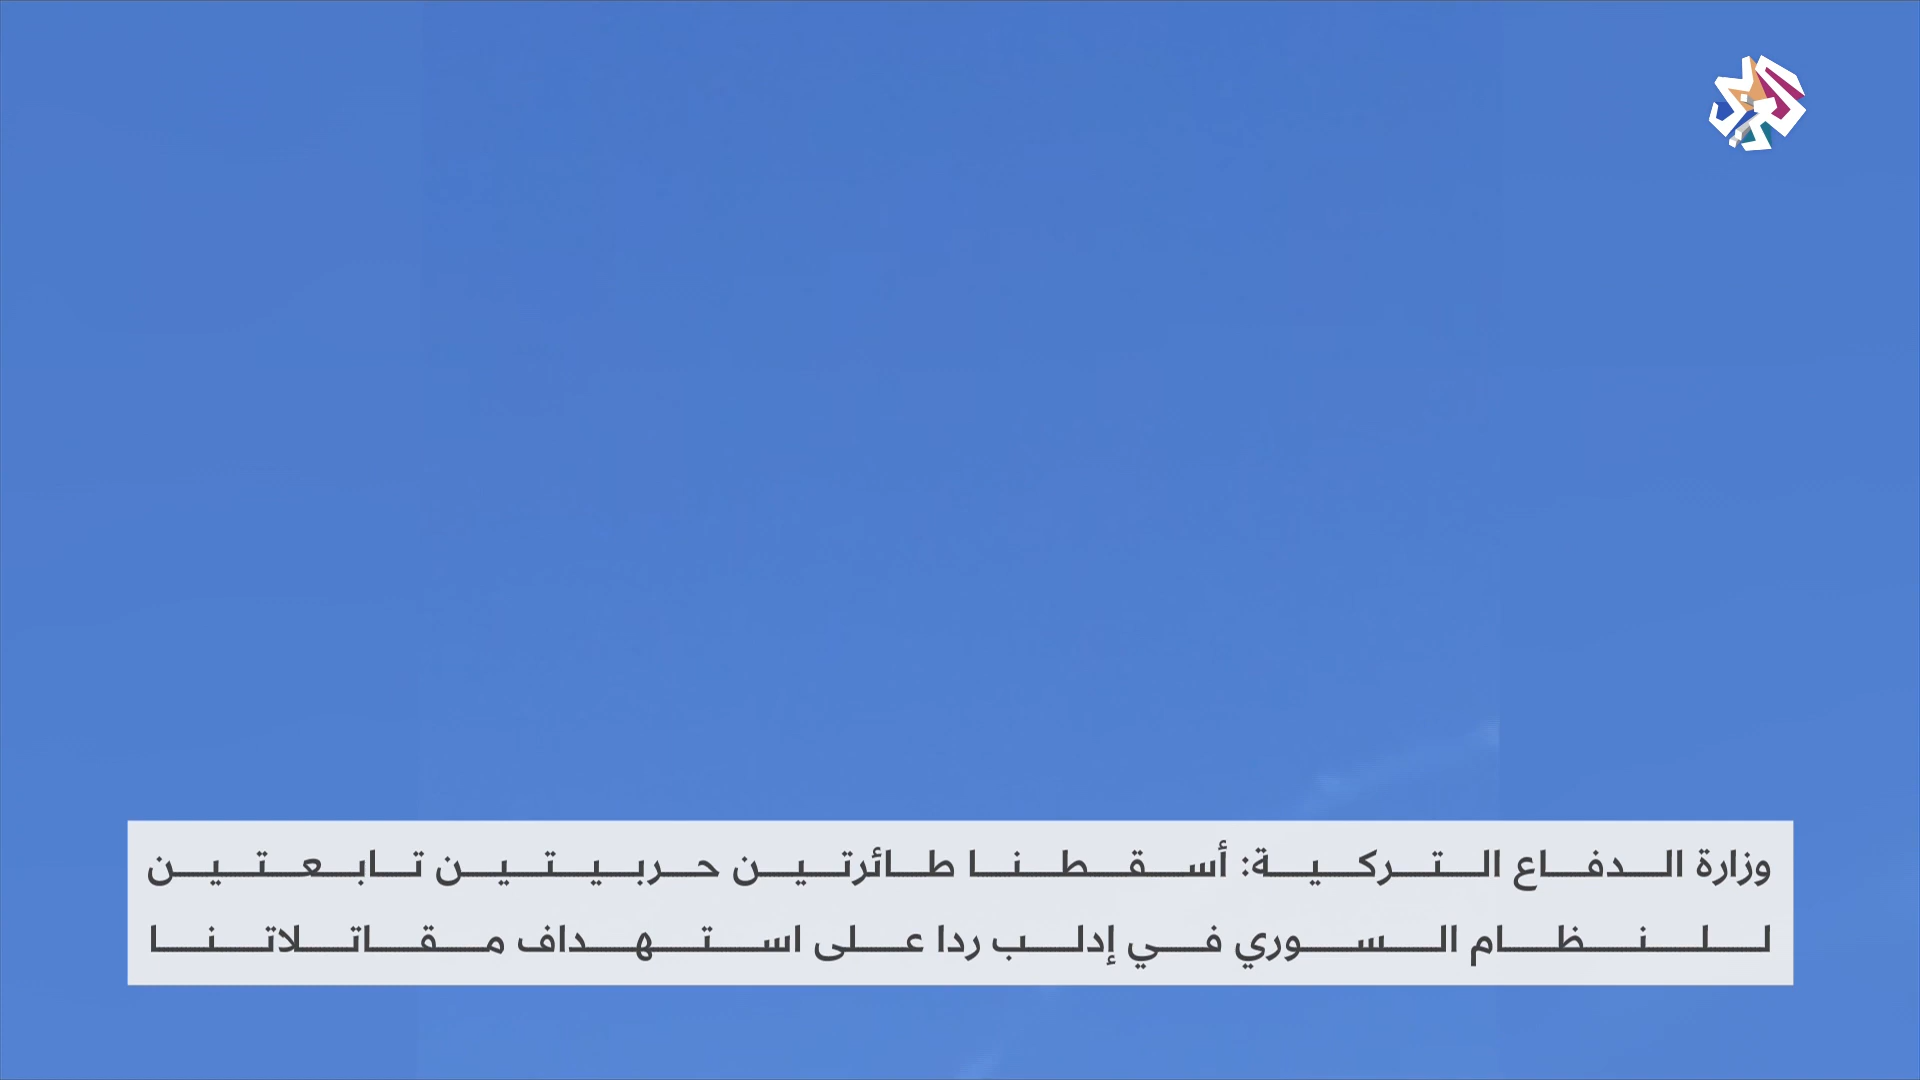 وزارة الدفاع التركية: أسقطنا طائرتين حربيتين تابعتين
للنظام السوري في إدلب ردا على استهداف مقاتلاتنا